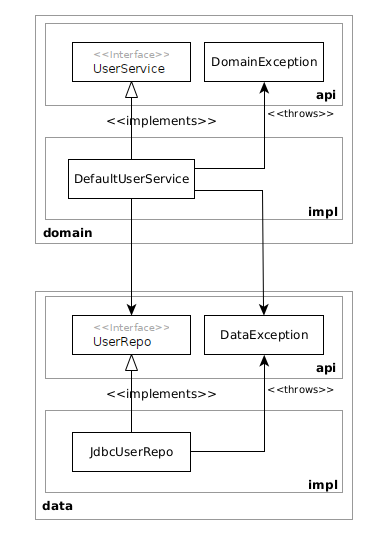 <<Interface>>
UserService
DomainException
api
<<throws>>
<<implements>>
DefaultUserService
impl
domain
<<Interface>>
UserRepo
DataException
api
<<implements>>
<<throws>>
JdbcUserRepo
impl
data